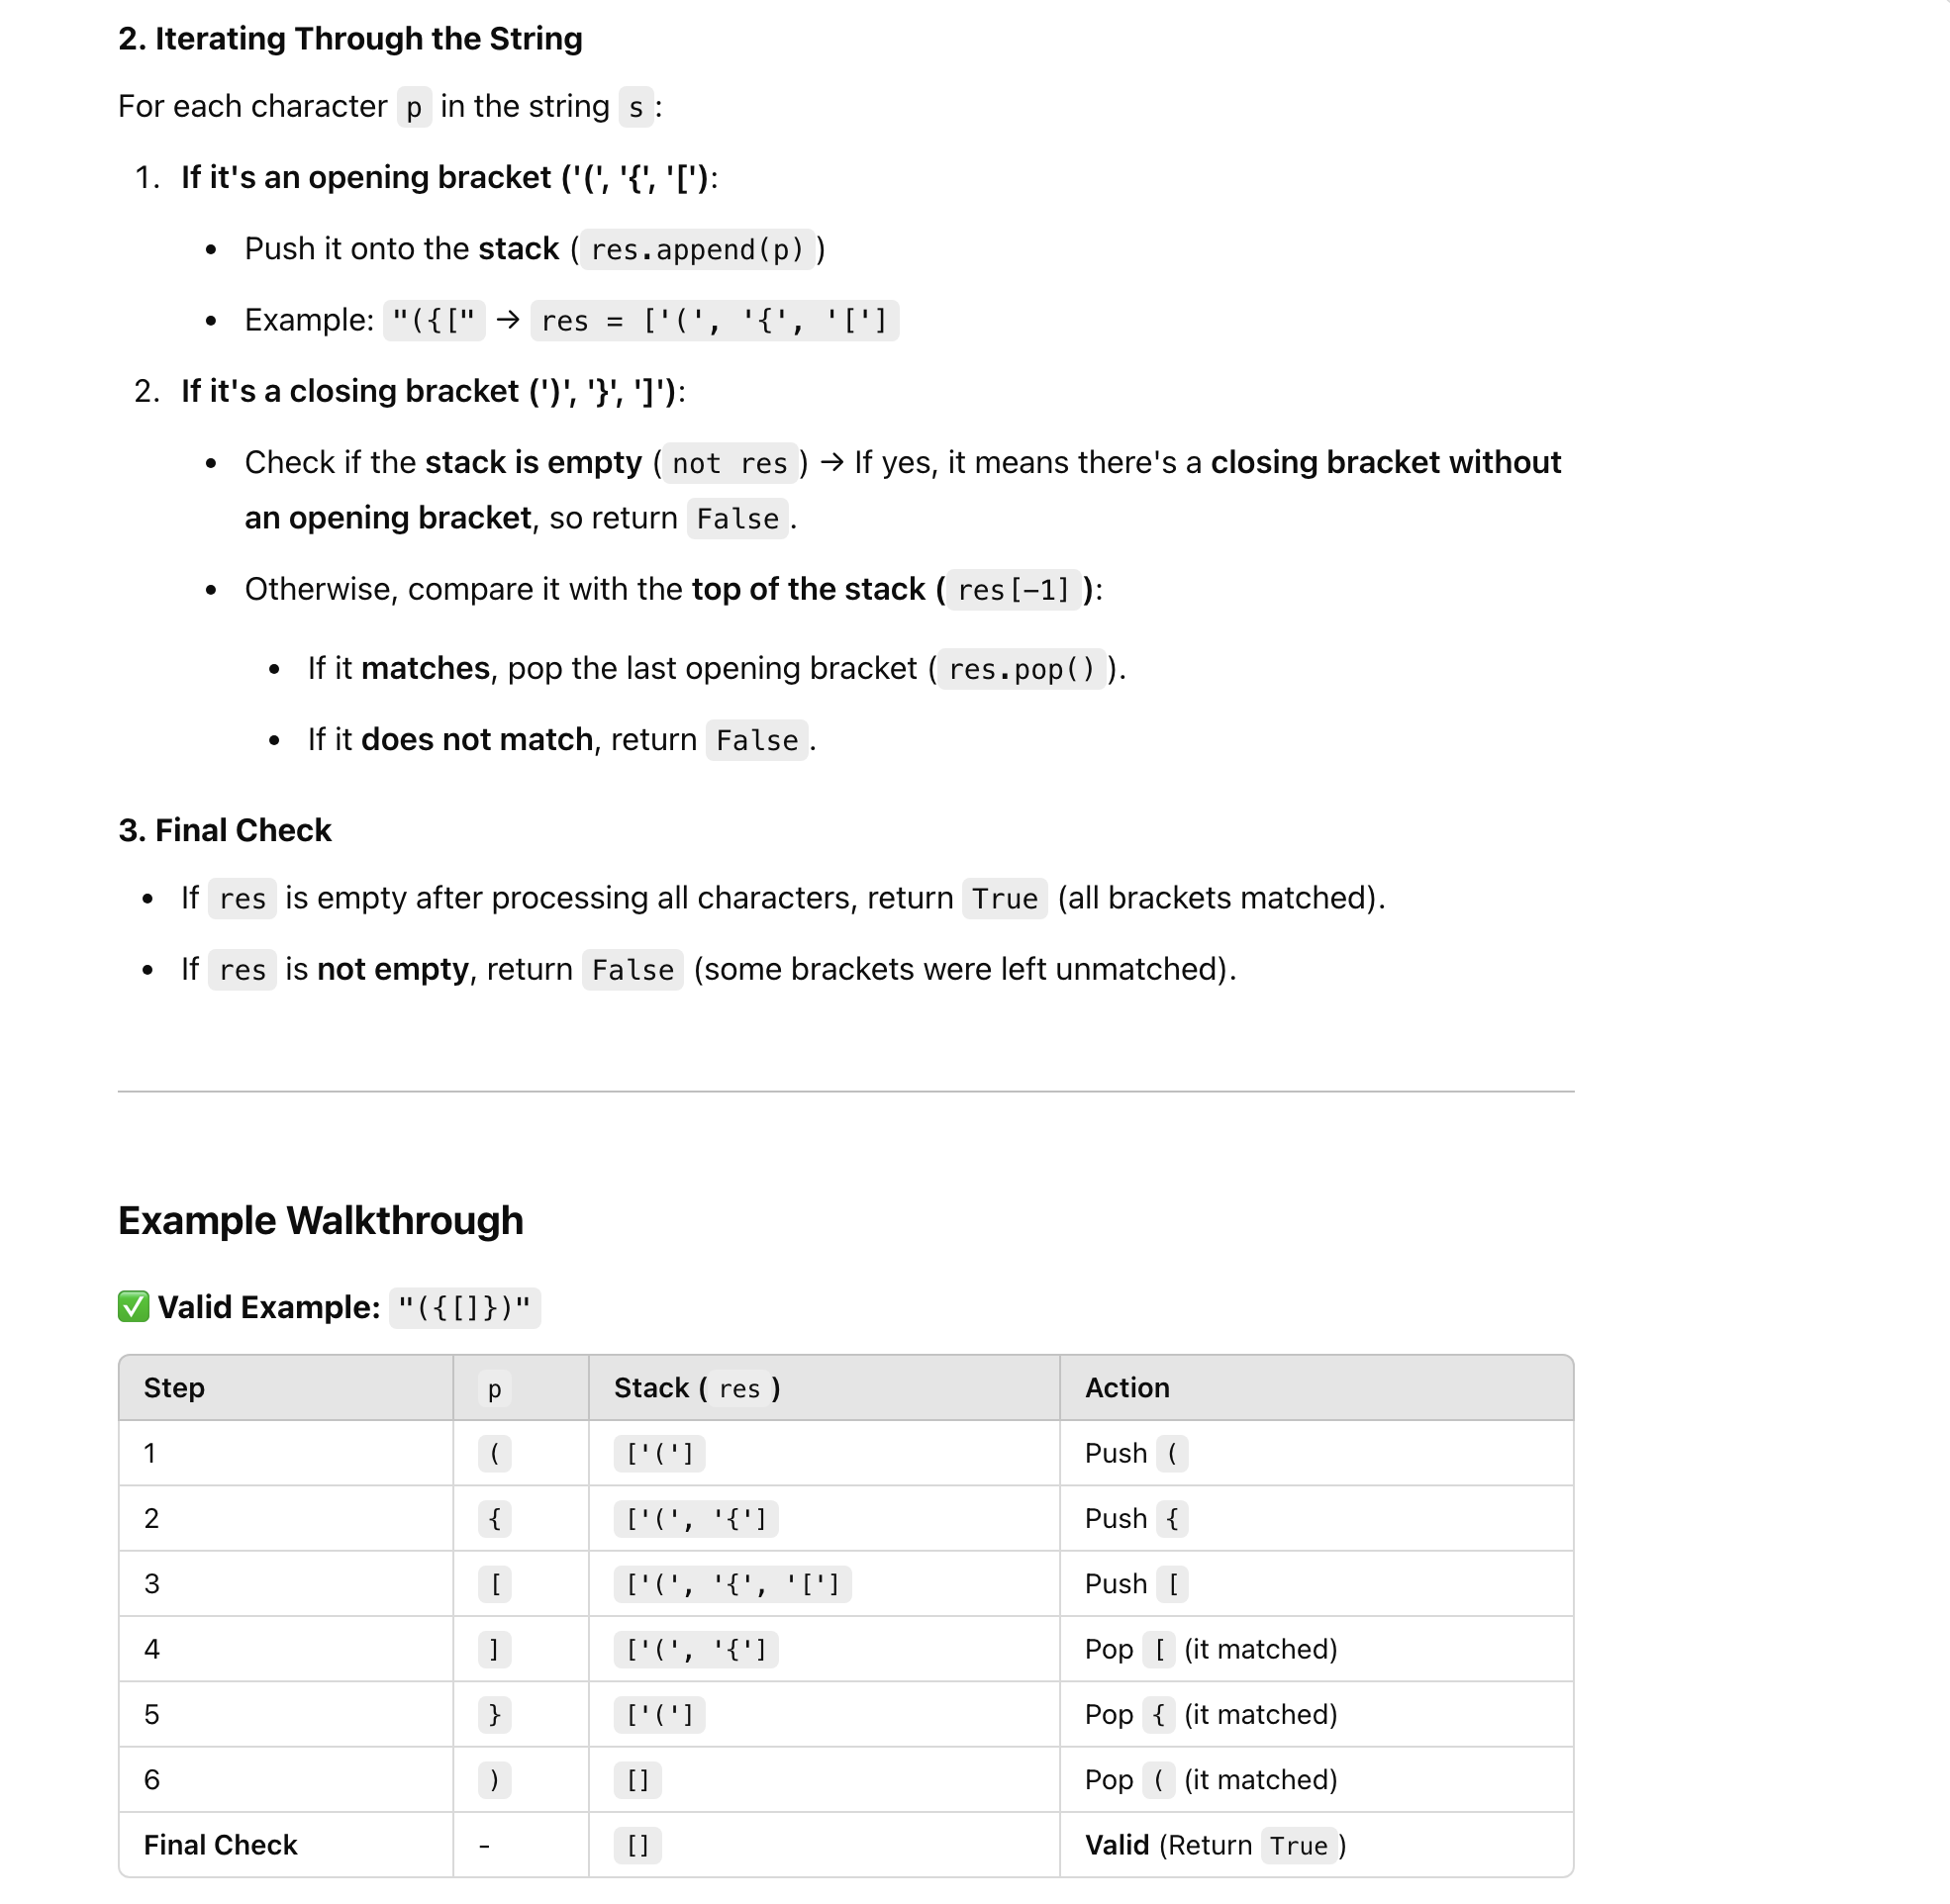 2. Iterating Through the String
For each character p in the string s:
1. If it's an opening bracket ('(', '{', '['):
• Push it onto the stack (res.append(p))
• Example: "({[" → res = ['(', '{', '[']
2. If it's a closing bracket (')', '}', ']'):
• Check if the stack is empty (not res) → If yes, it means there's a closing bracket without
an opening bracket, so return False.
• Otherwise, compare it with the top of the stack (res[-1]):
• If it matches, pop the last opening bracket (res.pop()).
• If it does not match, return False.
3. Final Check
• If res is empty after processing all characters, return True (all brackets matched).
• If res is not empty, return False (some brackets were left unmatched).
Example Walkthrough
✅ Valid Example: "({[]})"
Step p Stack (res) Action
1 ( ['('] Push (
2 { ['(', '{'] Push {
3 [ ['(', '{', '['] Push [
4 ] ['(', '{'] Pop [ (it matched)
5 } ['('] Pop { (it matched)
6 ) [] Pop ( (it matched)
Final Check - [] Valid (Return True)